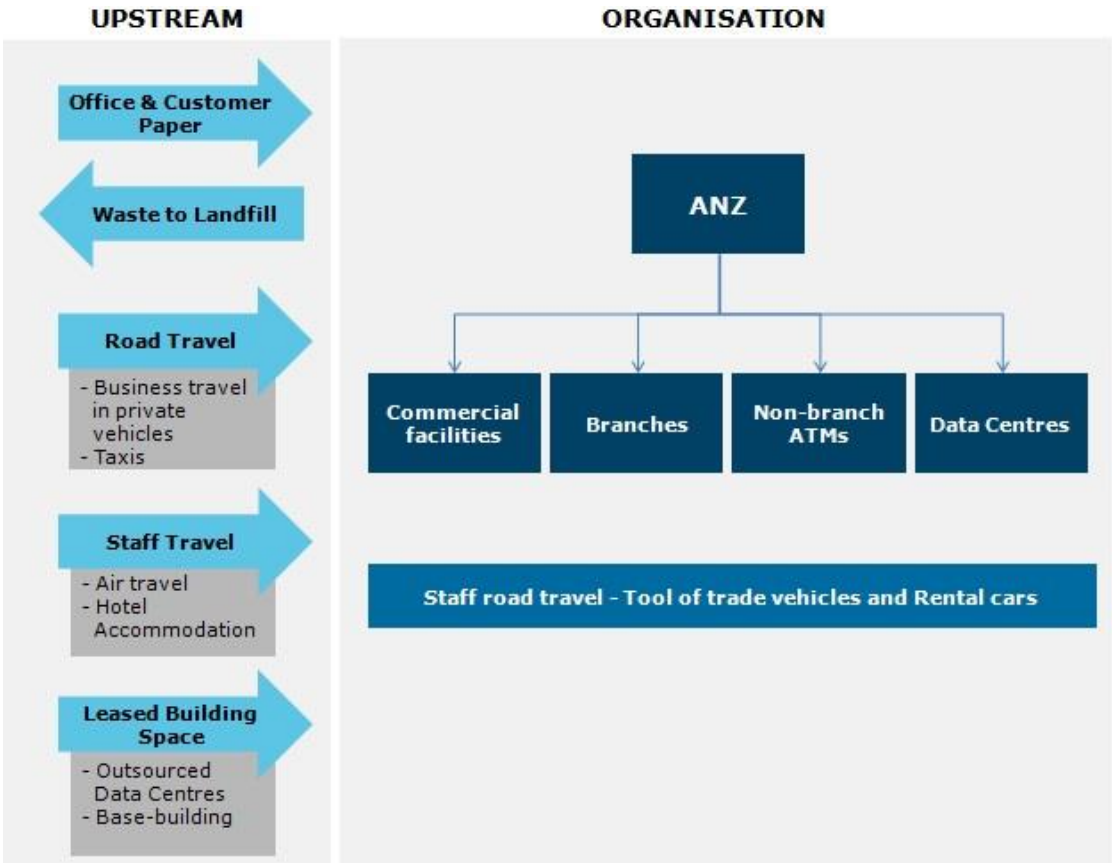 UPSTREAM
Office & Customer
Paper
Waste to Landfill
Road Travel
- Business travel
in private
vehicles
- Taxis
Staff Travel
- Air travel
- Hotel
Accommodation
Leased Building
Space
- Outsourced
Data Centres
- Base-building
ORGANISATION
ANZ
Commercial
facilities
Branches
Non-branch
ATMs
Data Centres
Staff road travel - Tool of trade vehicles and Rental cars